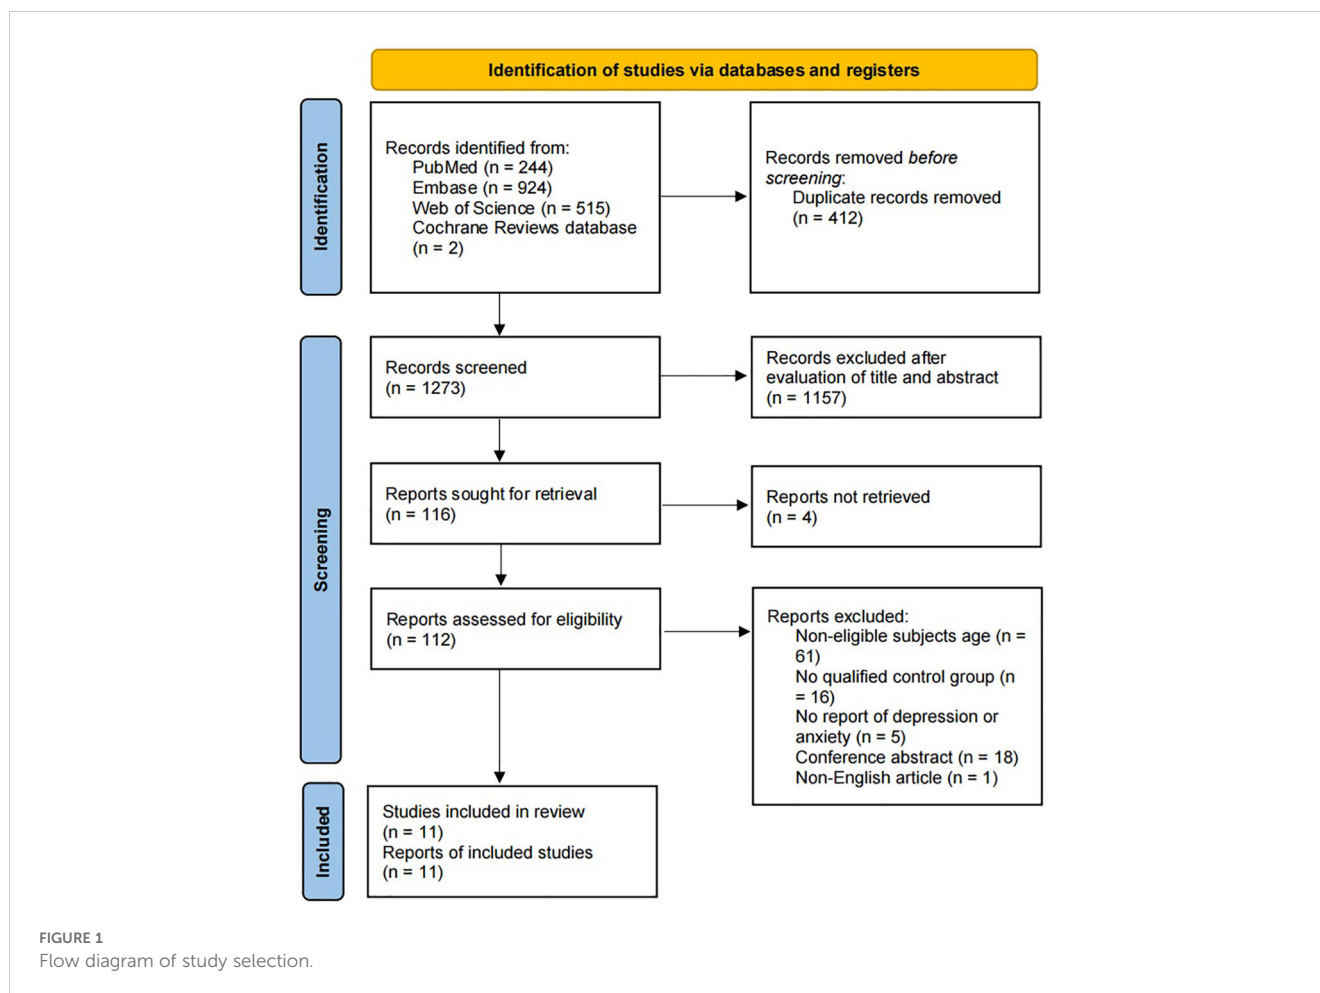 Identification of studies via databases and registers
Identification
Records identified from:
PubMed (n = 244)
Embase (n = 924)
Web of Science (n = 515)
Cochrane Reviews database
(n = 2)
Records removed before
screening:
Duplicate records removed
(n = 412)
Screening
Records screened
(n = 1273)
Records excluded after
evaluation of title and abstract
(n = 1157)
Reports sought for retrieval
(n = 116)
Reports not retrieved
(n = 4)
Reports assessed for eligibility
(n = 112)
Reports excluded:
Non-eligible subjects age (n =
61)
No qualified control group (n
= 16)
No report of depression or
anxiety (n = 5)
Conference abstract (n = 18)
Non-English article (n = 1)
Included
Studies included in review
(n = 11)
Reports of included studies
(n = 11)
FIGURE 1
Flow diagram of study selection.